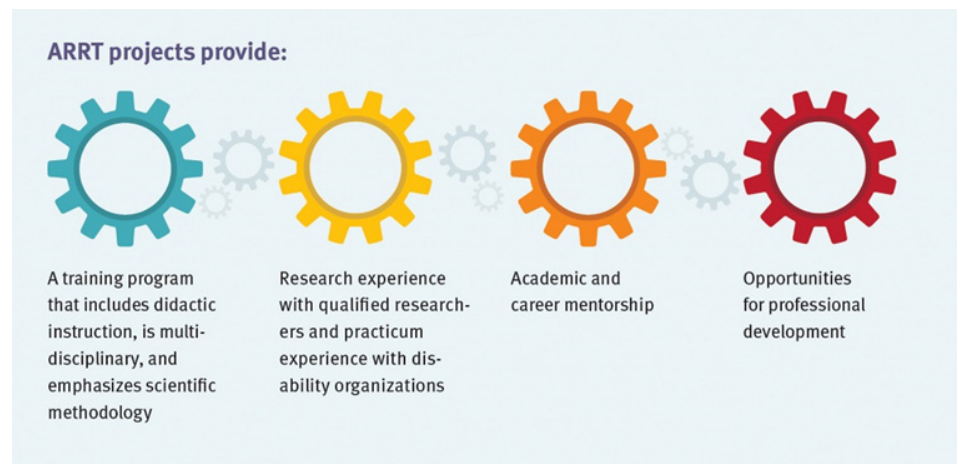 ARRT projects provide:
A training program
that includes didactic
instruction, is multi-
disciplinary, and
emphasizes scientific
methodology
Research experience
with qualified research-
ers and practicum
experience with dis-
ability organizations
Academic and
career mentorship
Opportunities
for professional
development